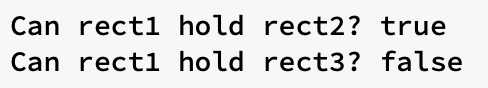 Can rect1 hold rect2? true
Can rect1 hold rect3? false